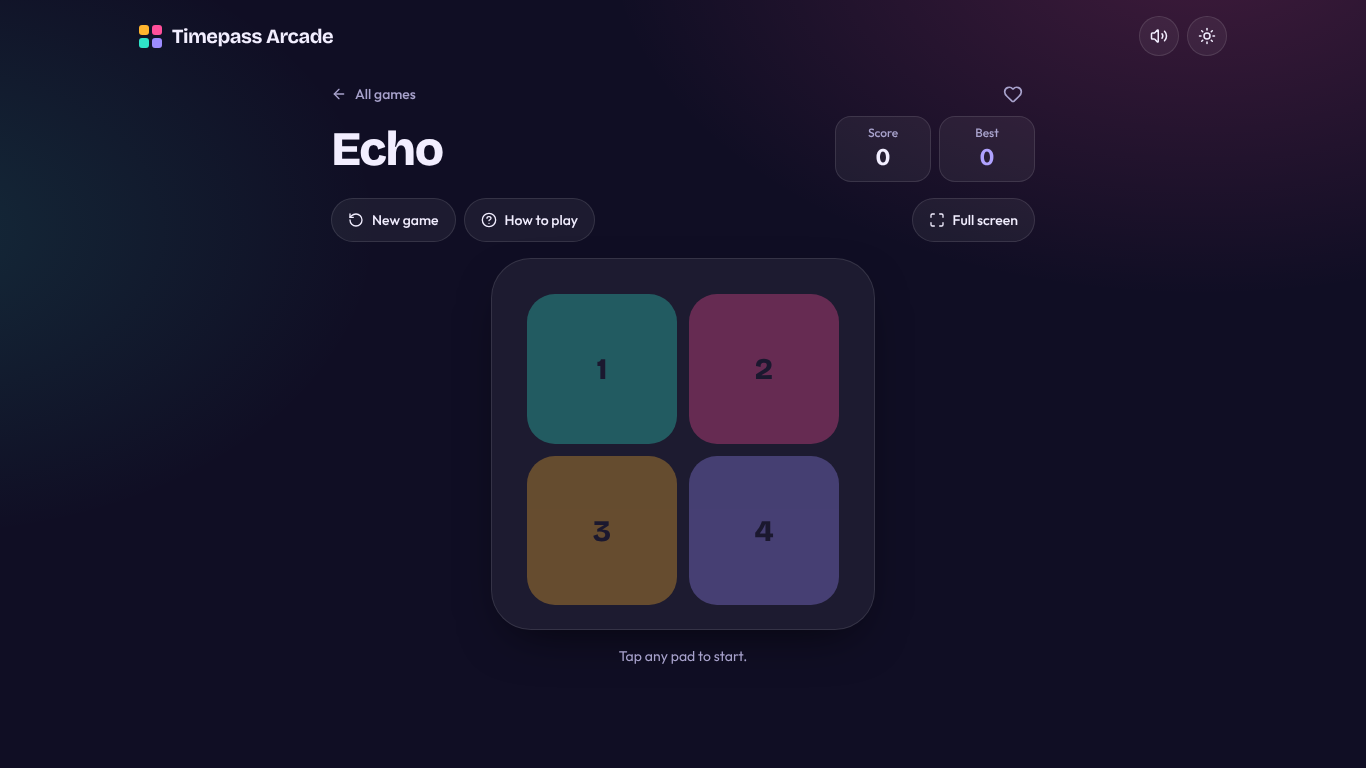 Timepass Arcade
All games
Echo
Score
0
Best
0
New game
How to play
Full screen
1
2
3
4
Tap any pad to start.